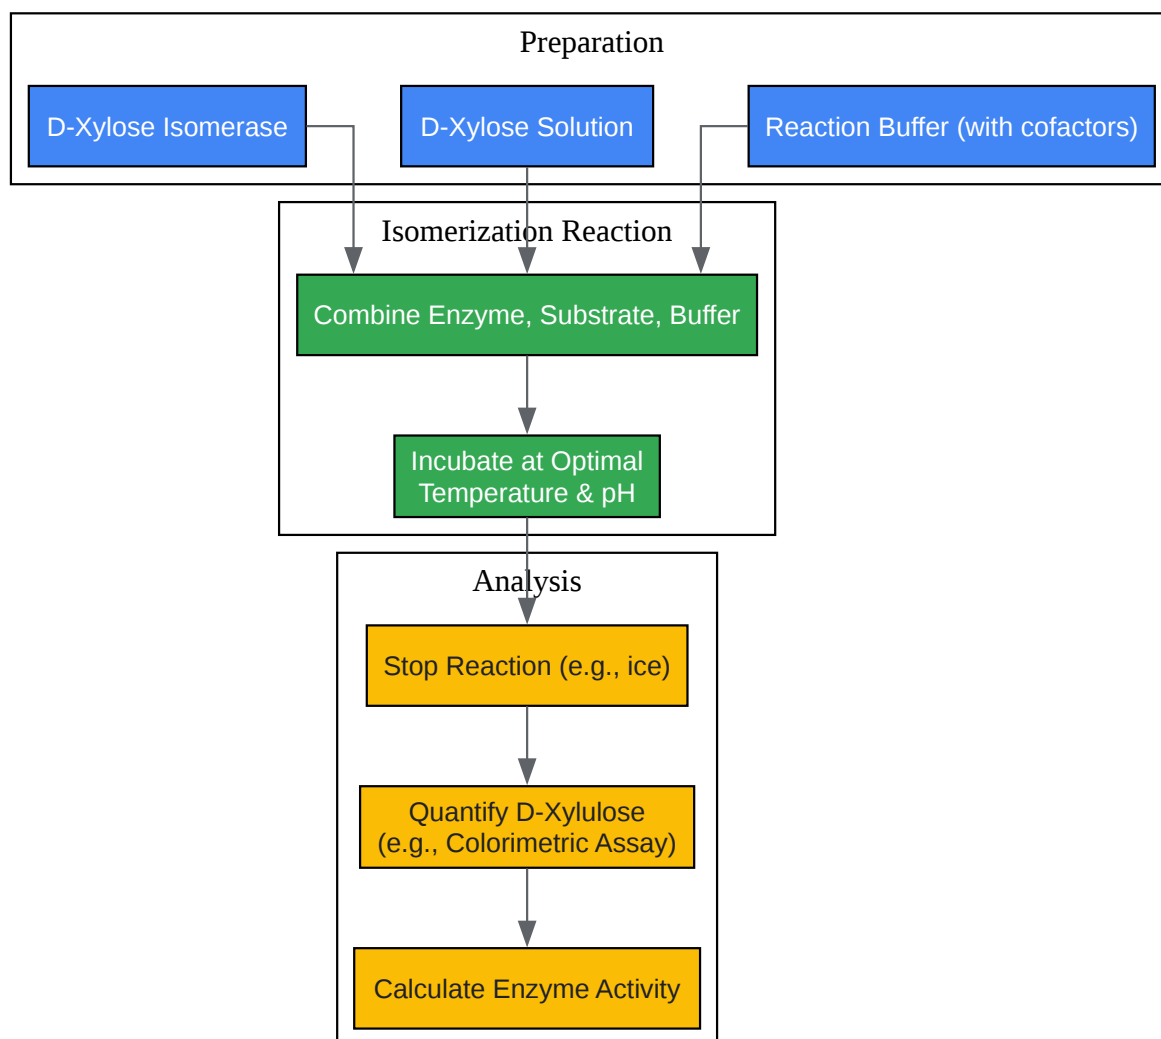 Preparation
D-Xylose Isomerase
D-Xylose Solution
Reaction Buffer (with cofactors)
Isomerization Reaction
Combine Enzyme, Substrate, Buffer
Incubate at Optimal
Temperature & pH
Analysis
Stop Reaction (e.g., ice)
Quantify D-Xylulose
(e.g., Colorimetric Assay)
Calculate Enzyme Activity